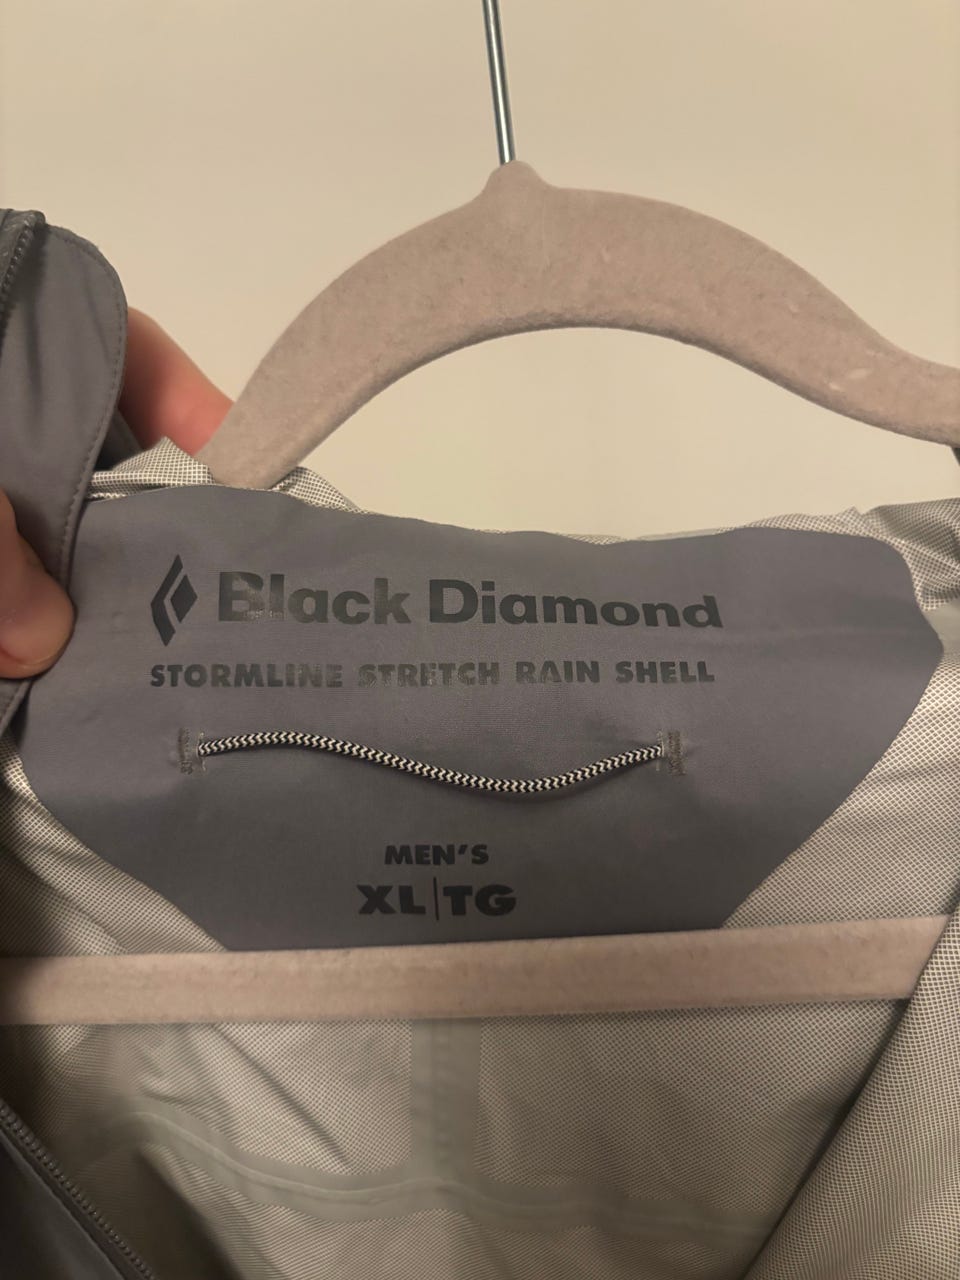 Black Diamond
STORMLINE STRETCH RAIN SHELL
MEN'S
XL|TG